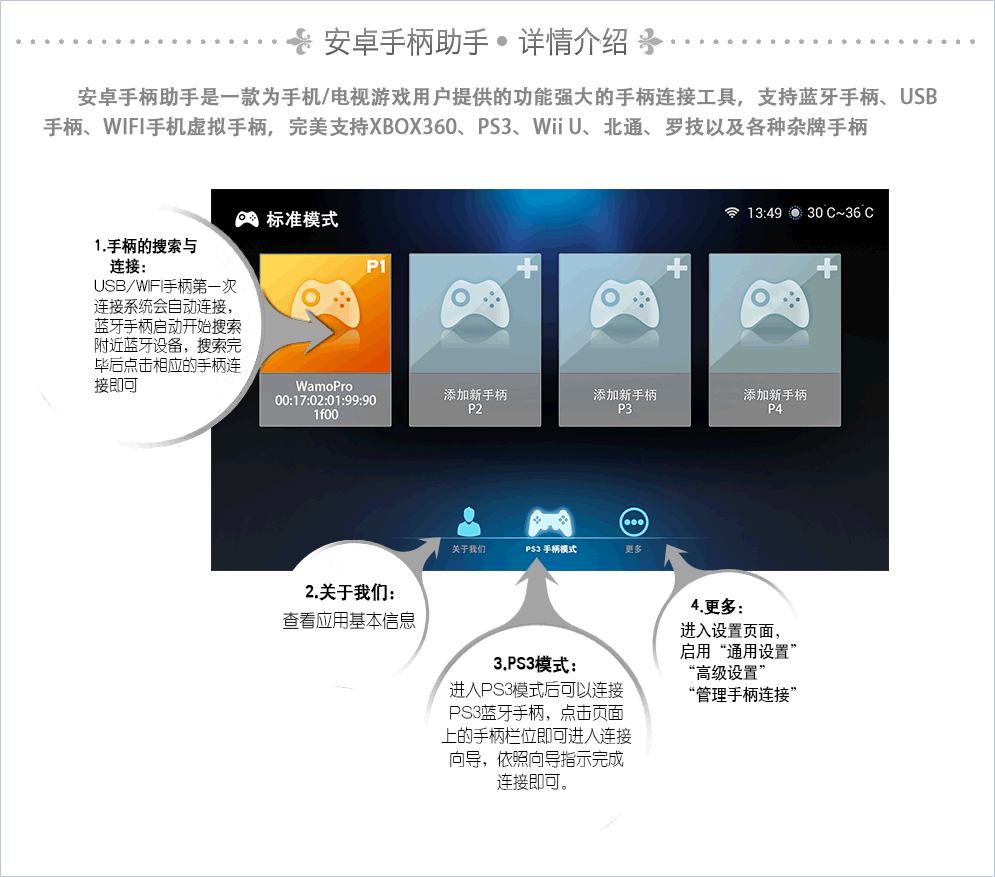 安卓手柄助手•详情介绍
安卓手柄助手是一款为手机/电视游戏用户提供的功能强大的手柄连接工具，支持蓝牙手柄、USB
手柄、WIFI手机虚拟手柄，完美支持XBOX360、PS3、Wii U、北通、罗技以及各种杂牌手柄
标准模式
13:49 30°C~36°C
1.手柄的搜索与
连接：
USB/WIFI手柄第一次
连接系统会自动连接，
蓝牙手柄启动开始搜索
附近蓝牙设备，搜索完
毕后点击相应的手柄连
接即可
P1
WamoPro
00:17:02:01:99:90
1f00
添加新手柄
P2
添加新手柄
P3
添加新手柄
P4
关于我们
PS3 手柄模式
更多
2.关于我们：
查看应用基本信息
3.PS3模式：
进入PS3模式后可以连接
PS3蓝牙手柄，点击页面
上的手柄栏位即可进入连接
向导，依照向导指示完成
连接即可。
4.更多：
进入设置页面，
启用“通用设置”
“高级设置”
“管理手柄连接”